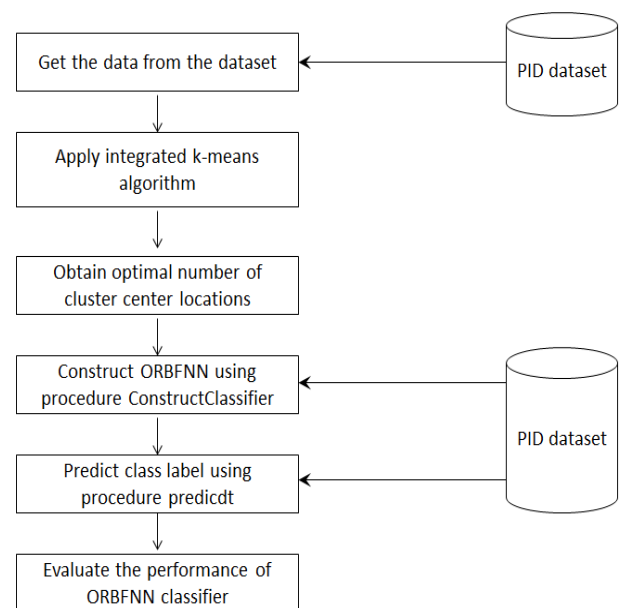 Get the data from the dataset
PID dataset
Apply integrated k-means
algorithm
Obtain optimal number of
cluster center locations
Construct ORBFNN using
procedure ConstructClassifier
PID dataset
Predict class label using
procedure predicdt
Evaluate the performance of
ORBFNN classifier